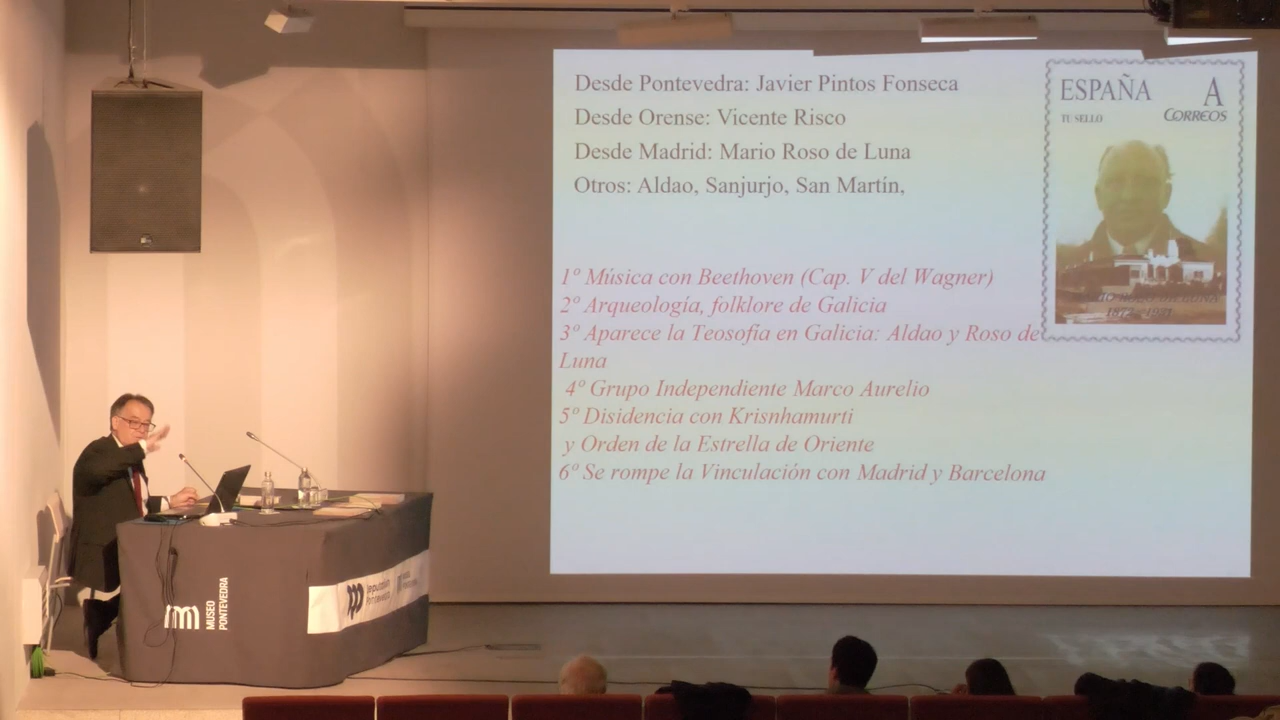 Desde Pontevedra: Javier Pintos Fonseca
Desde Orense: Vicente Risco
Desde Madrid: Mario Roso de Luna
Otros: Aldao, Sanjurjo, San Martín,
ESPAÑA A
TU SELLO CORREOS
1º Música con Beethoven (Cap. V del Wagner)
2º Arqueología, folklore de Galicia
3º Aparece la Teosofía en Galicia: Aldao y Roso de
Luna
4º Grupo Independiente Marco Aurelio
5º Disidencia con Krisnhamurti
y Orden de la Estrella de Oriente
6º Se rompe la Vinculación con Madrid y Barcelona
MUSEO
PONTEVEDRA
Pontevedra